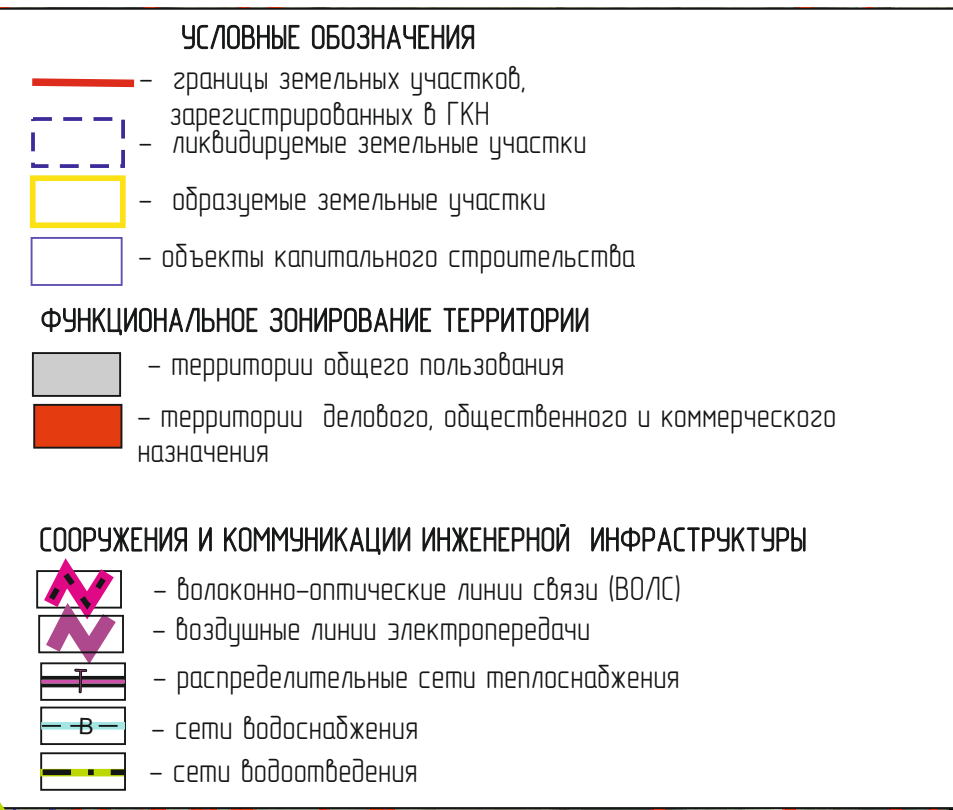 УСЛОВНЫЕ ОБОЗНАЧЕНИЯ
– границы земельных участков,
зарегистрированных в ГКН
– ликвидируемые земельные участки
– образуемые земельные участки
– объекты капитального строительства
ФУНКЦИОНАЛЬНОЕ ЗОНИРОВАНИЕ ТЕРРИТОРИИ
– территории общего пользования
– территории делового, общественного и коммерческого
назначения
СООРУЖЕНИЯ И КОММУНИКАЦИИ ИНЖЕНЕРНОЙ ИНФРАСТРУКТУРЫ
– волоконно-оптические линии связи (ВОЛС)
– воздушные линии электропередачи
Т – распределительные сети теплоснабжения
В – сети водоснабжения
– сети водоотведения